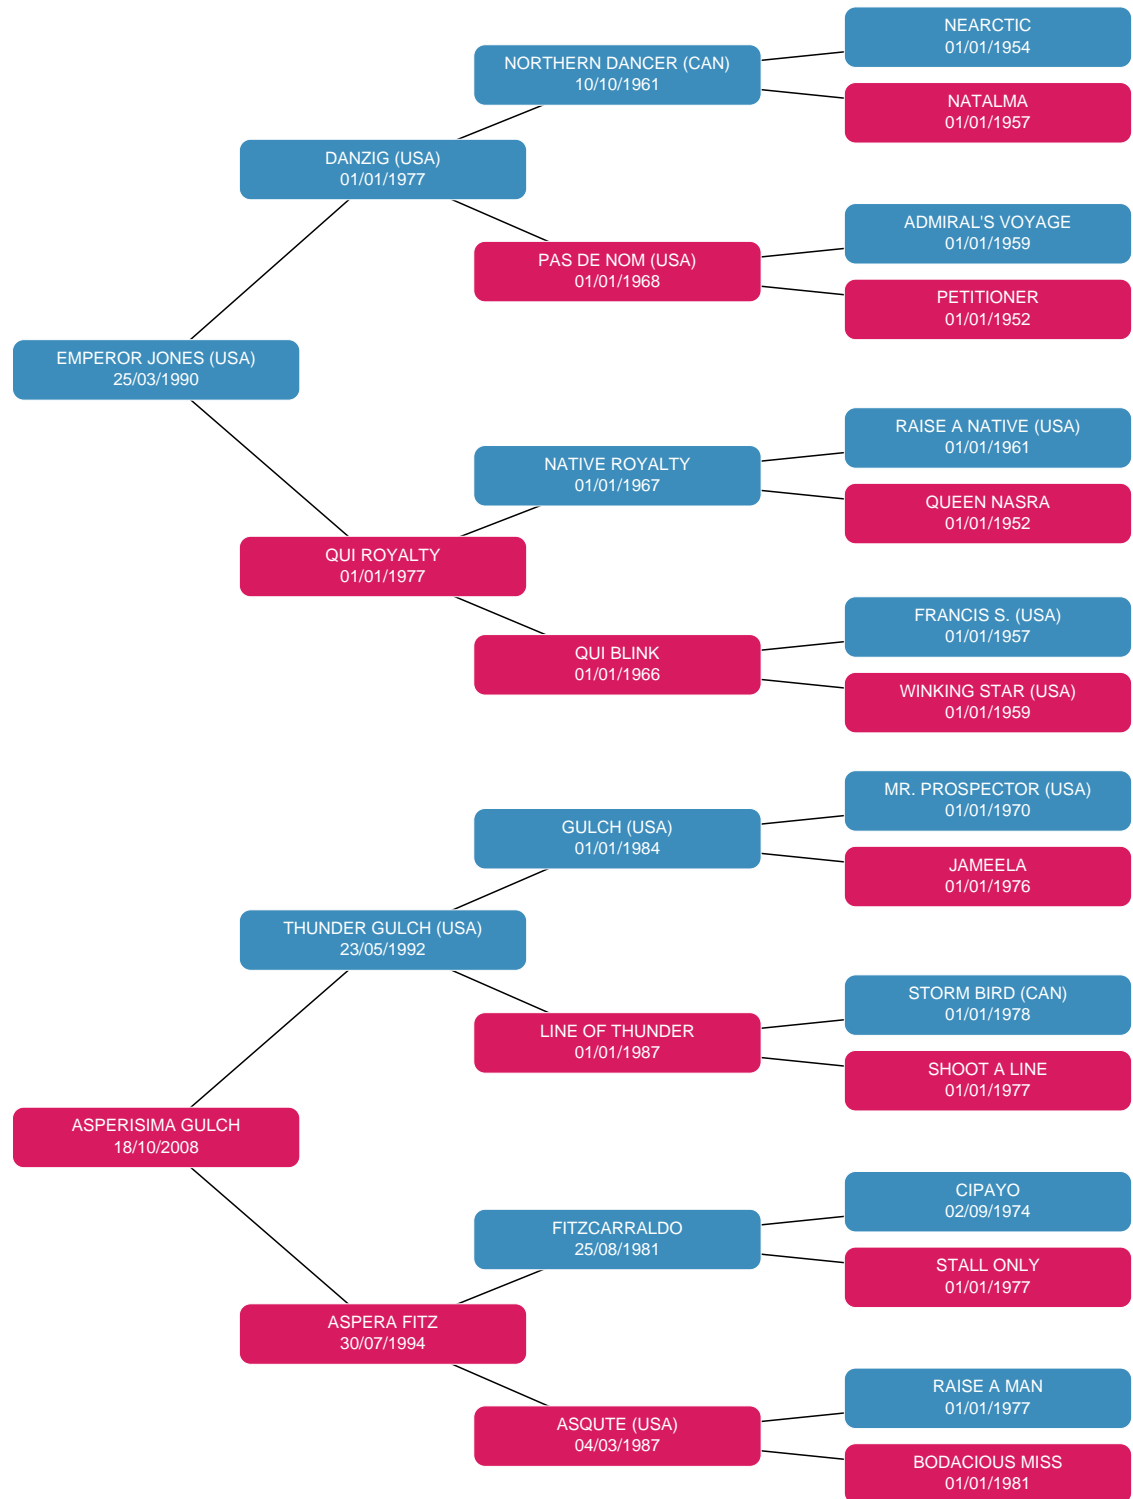 NEARCTIC
01/01/1954
NORTHERN DANCER (CAN)
10/10/1961
NATALMA
01/01/1957
DANZIG (USA)
01/01/1977
ADMIRAL'S VOYAGE
01/01/1959
PAS DE NOM (USA)
01/01/1968
PETITIONER
01/01/1952
EMPEROR JONES (USA)
25/03/1990
RAISE A NATIVE (USA)
01/01/1961
NATIVE ROYALTY
01/01/1967
QUEEN NASRA
01/01/1952
QUI ROYALTY
01/01/1977
FRANCIS S. (USA)
01/01/1957
QUI BLINK
01/01/1966
WINKING STAR (USA)
01/01/1959
MR. PROSPECTOR (USA)
01/01/1970
GULCH (USA)
01/01/1984
JAMEELA
01/01/1976
THUNDER GULCH (USA)
23/05/1992
STORM BIRD (CAN)
01/01/1978
LINE OF THUNDER
01/01/1987
SHOOT A LINE
01/01/1977
ASPERISIMA GULCH
18/10/2008
CIPAYO
02/09/1974
FITZCARRALDO
25/08/1981
STALL ONLY
01/01/1977
ASPERA FITZ
30/07/1994
RAISE A MAN
01/01/1977
ASQUTE (USA)
04/03/1987
BODACIOUS MISS
01/01/1981